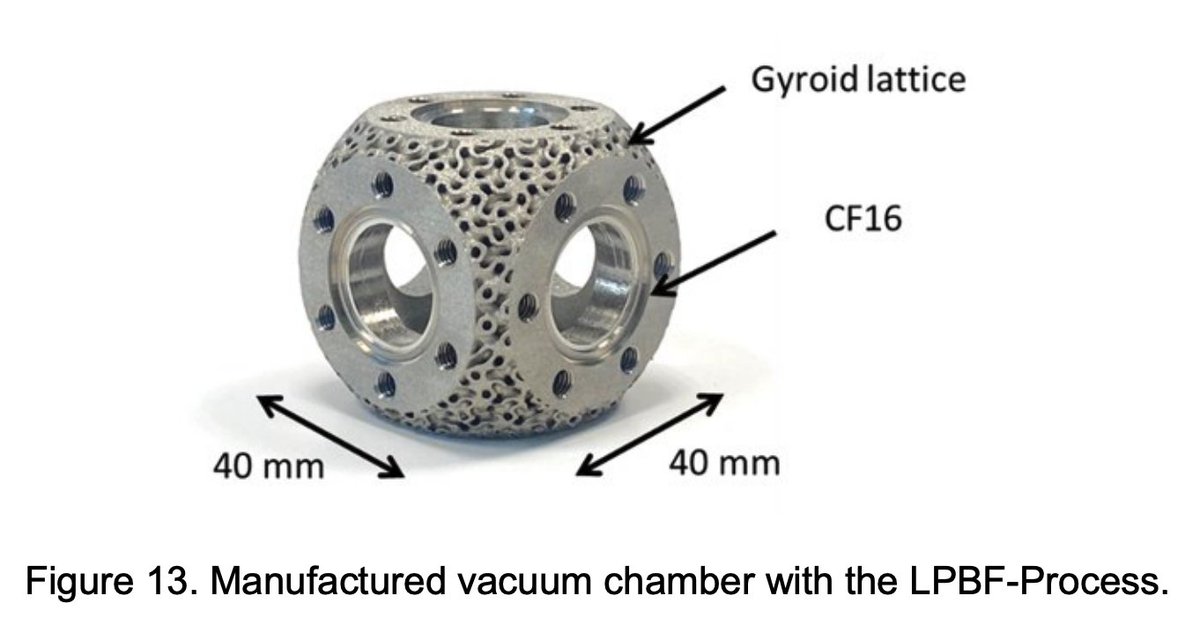 Gyroid lattice
CF16
40 mm
40 mm
Figure 13. Manufactured vacuum chamber with the LPBF-Process.